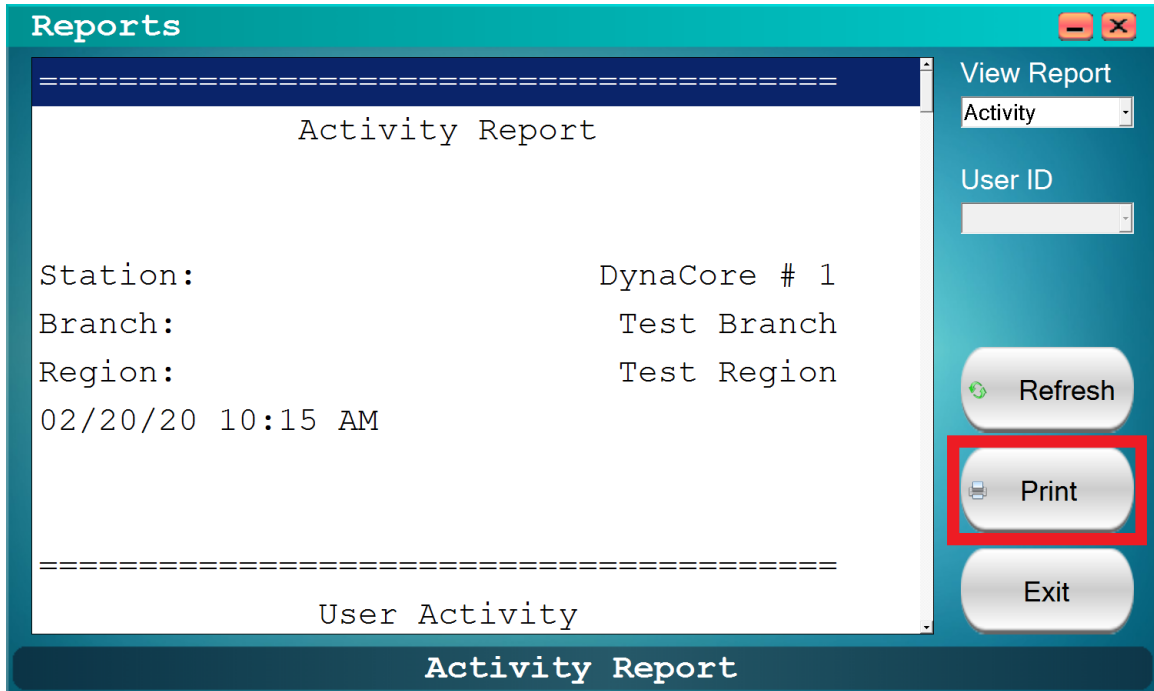 Reports
========================================
Activity Report
Station: DynaCore # 1
Branch: Test Branch
Region: Test Region
02/20/20 10:15 AM
========================================
User Activity
View Report
Activity
User ID
Refresh
Print
Exit
Activity Report